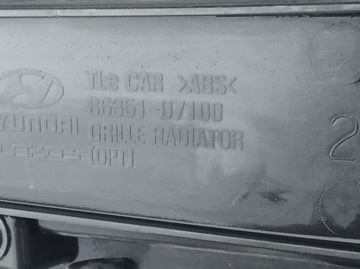 TLe CAR >ABS<
86351-D7100
HYUNDAI GRILLE RADIATOR
(OPT)
2